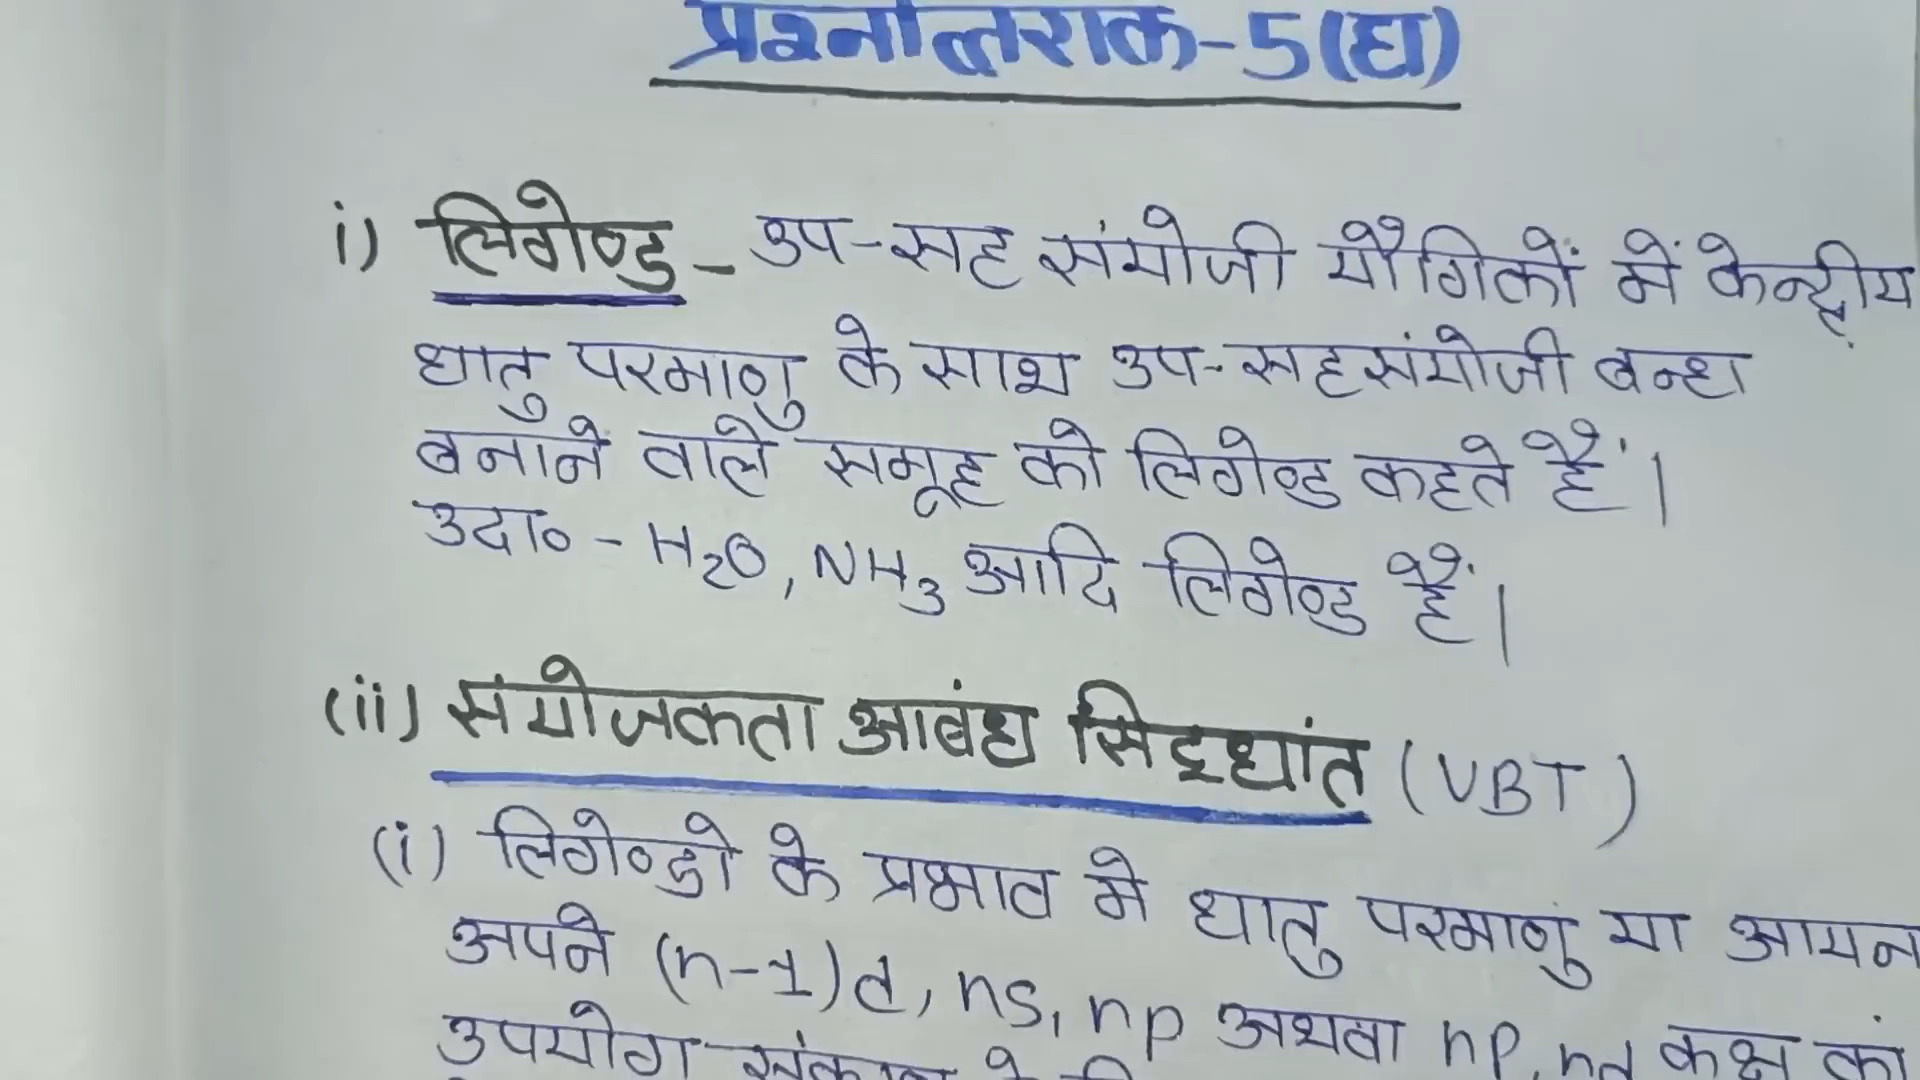 प्रश्नोत्तराक-5(घ)
i) लिगेण्ड - उप-सह संयोजी यौगिकों में केन्द्रीय
धातु परमाणु के साथ उप-सहसंयोजी बन्ध
बनाने वाले समूह को लिगेण्ड कहते हैं।
उदा० - H₂O, NH₃ आदि लिगेण्ड हैं।
(ii) संयोजकता आबंध सिद्धांत (VBT)
(i) लिगेण्डो के प्रभाव मे धातु परमाणु या आयन
अपने (n-1)d, ns, np अथवा np, nd कक्ष कां
उपयोग